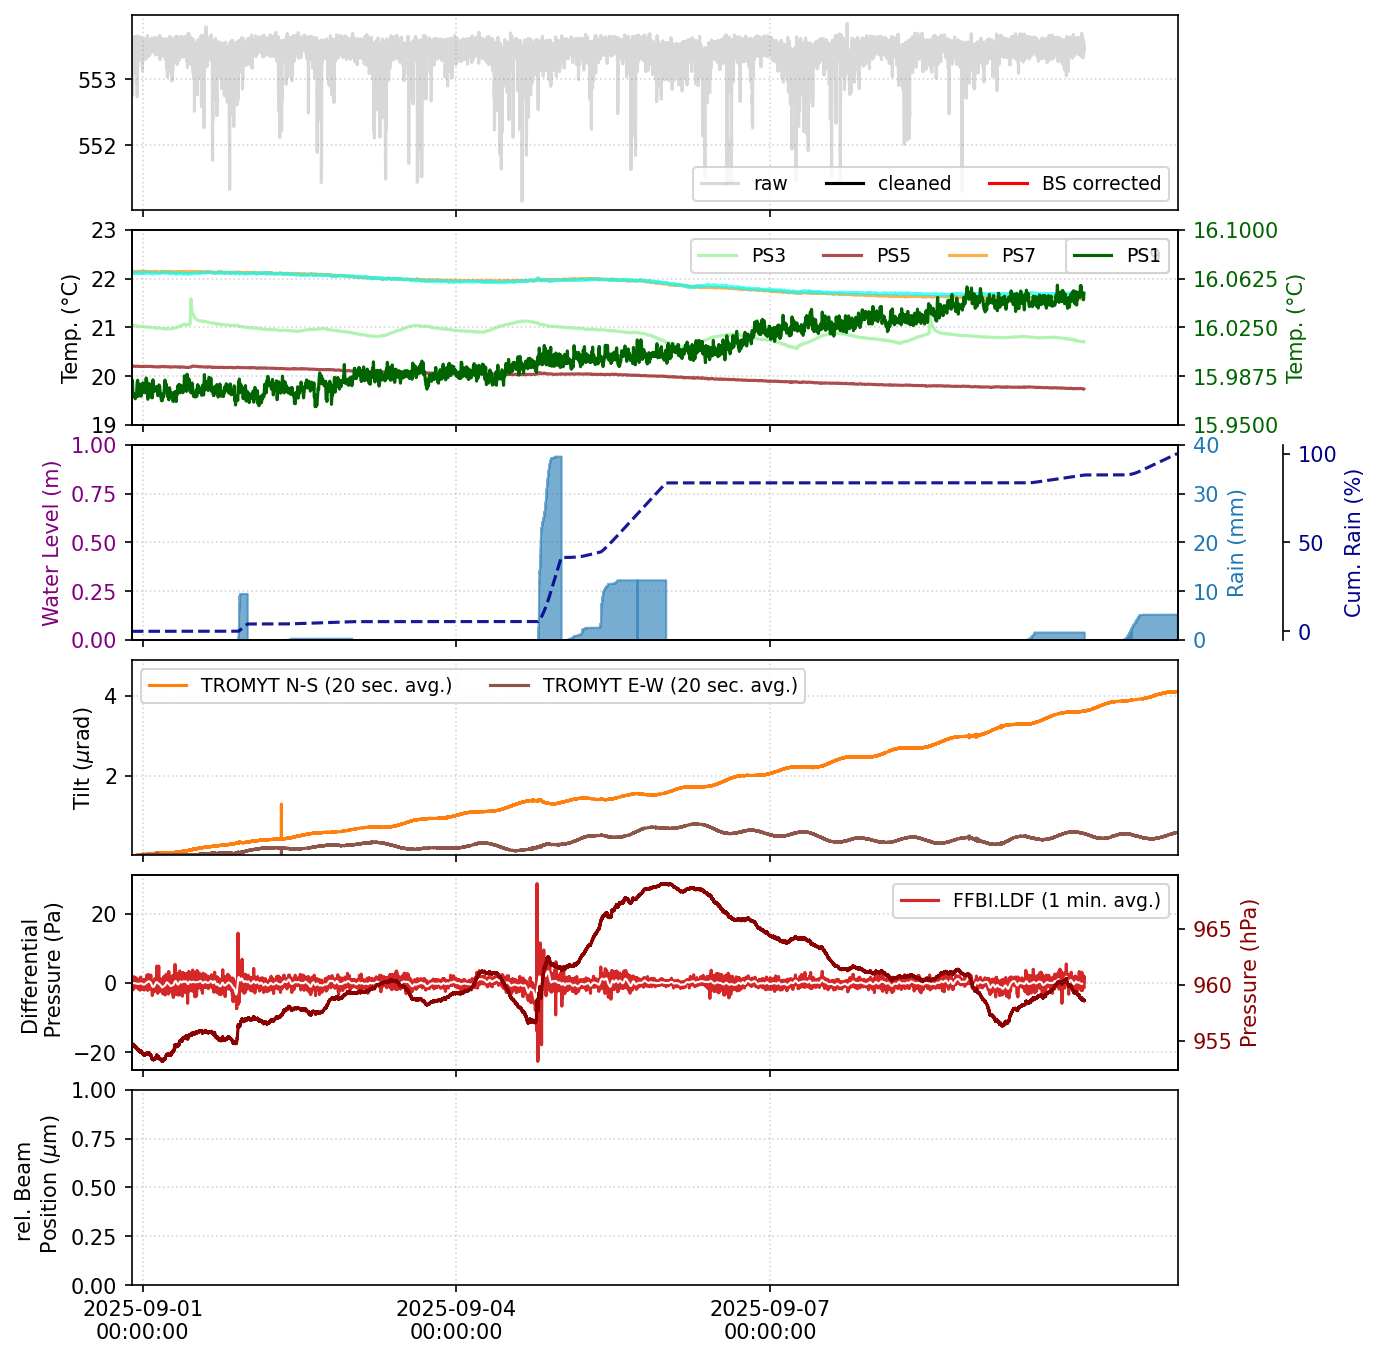 553
552
raw
cleaned
BS corrected
23
22
21
20
19
Temp. (°C)
PS3
PS5
PS7
PS1
16.1000
16.0625
16.0250
15.9875
15.9500
Temp. (°C)
1.00
0.75
0.50
0.25
0.00
Water Level (m)
40
30
20
10
0
Rain (mm)
100
50
0
Cum. Rain (%)
4
2
Tilt (μrad)
TROMYT N-S (20 sec. avg.)
TROMYT E-W (20 sec. avg.)
20
0
−20
Differential
Pressure (Pa)
FFBI.LDF (1 min. avg.)
965
960
955
Pressure (hPa)
1.00
0.75
0.50
0.25
0.00
rel. Beam
Position (μm)
2025-09-01
00:00:00
2025-09-04
00:00:00
2025-09-07
00:00:00